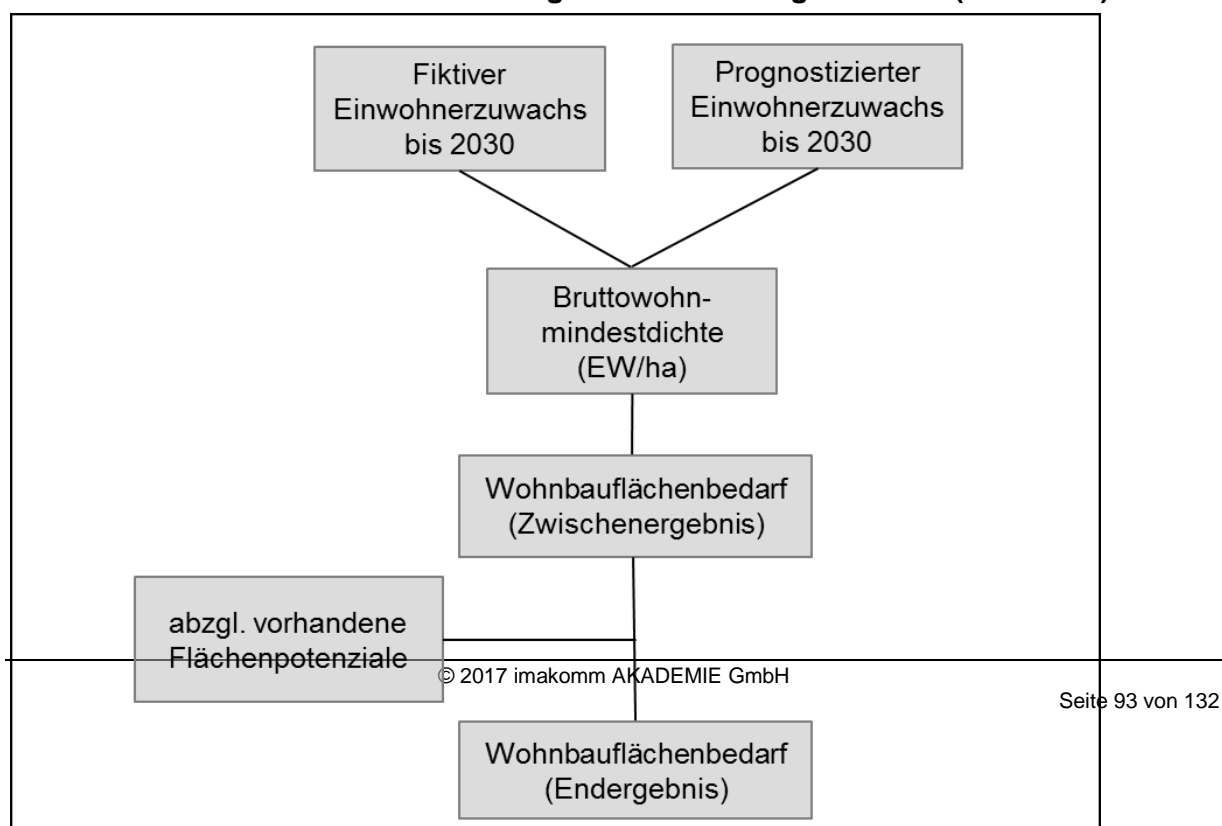 Fiktiver
Einwohnerzuwachs
bis 2030
Prognostizierter
Einwohnerzuwachs
bis 2030
Bruttowohn-
mindestdichte
(EW/ha)
Wohnbauflächenbedarf
(Zwischenergebnis)
abzgl. vorhandene
Flächenpotenziale
© 2017 imakomm AKADEMIE GmbH
Seite 93 von 132
Wohnbauflächenbedarf
(Endergebnis)